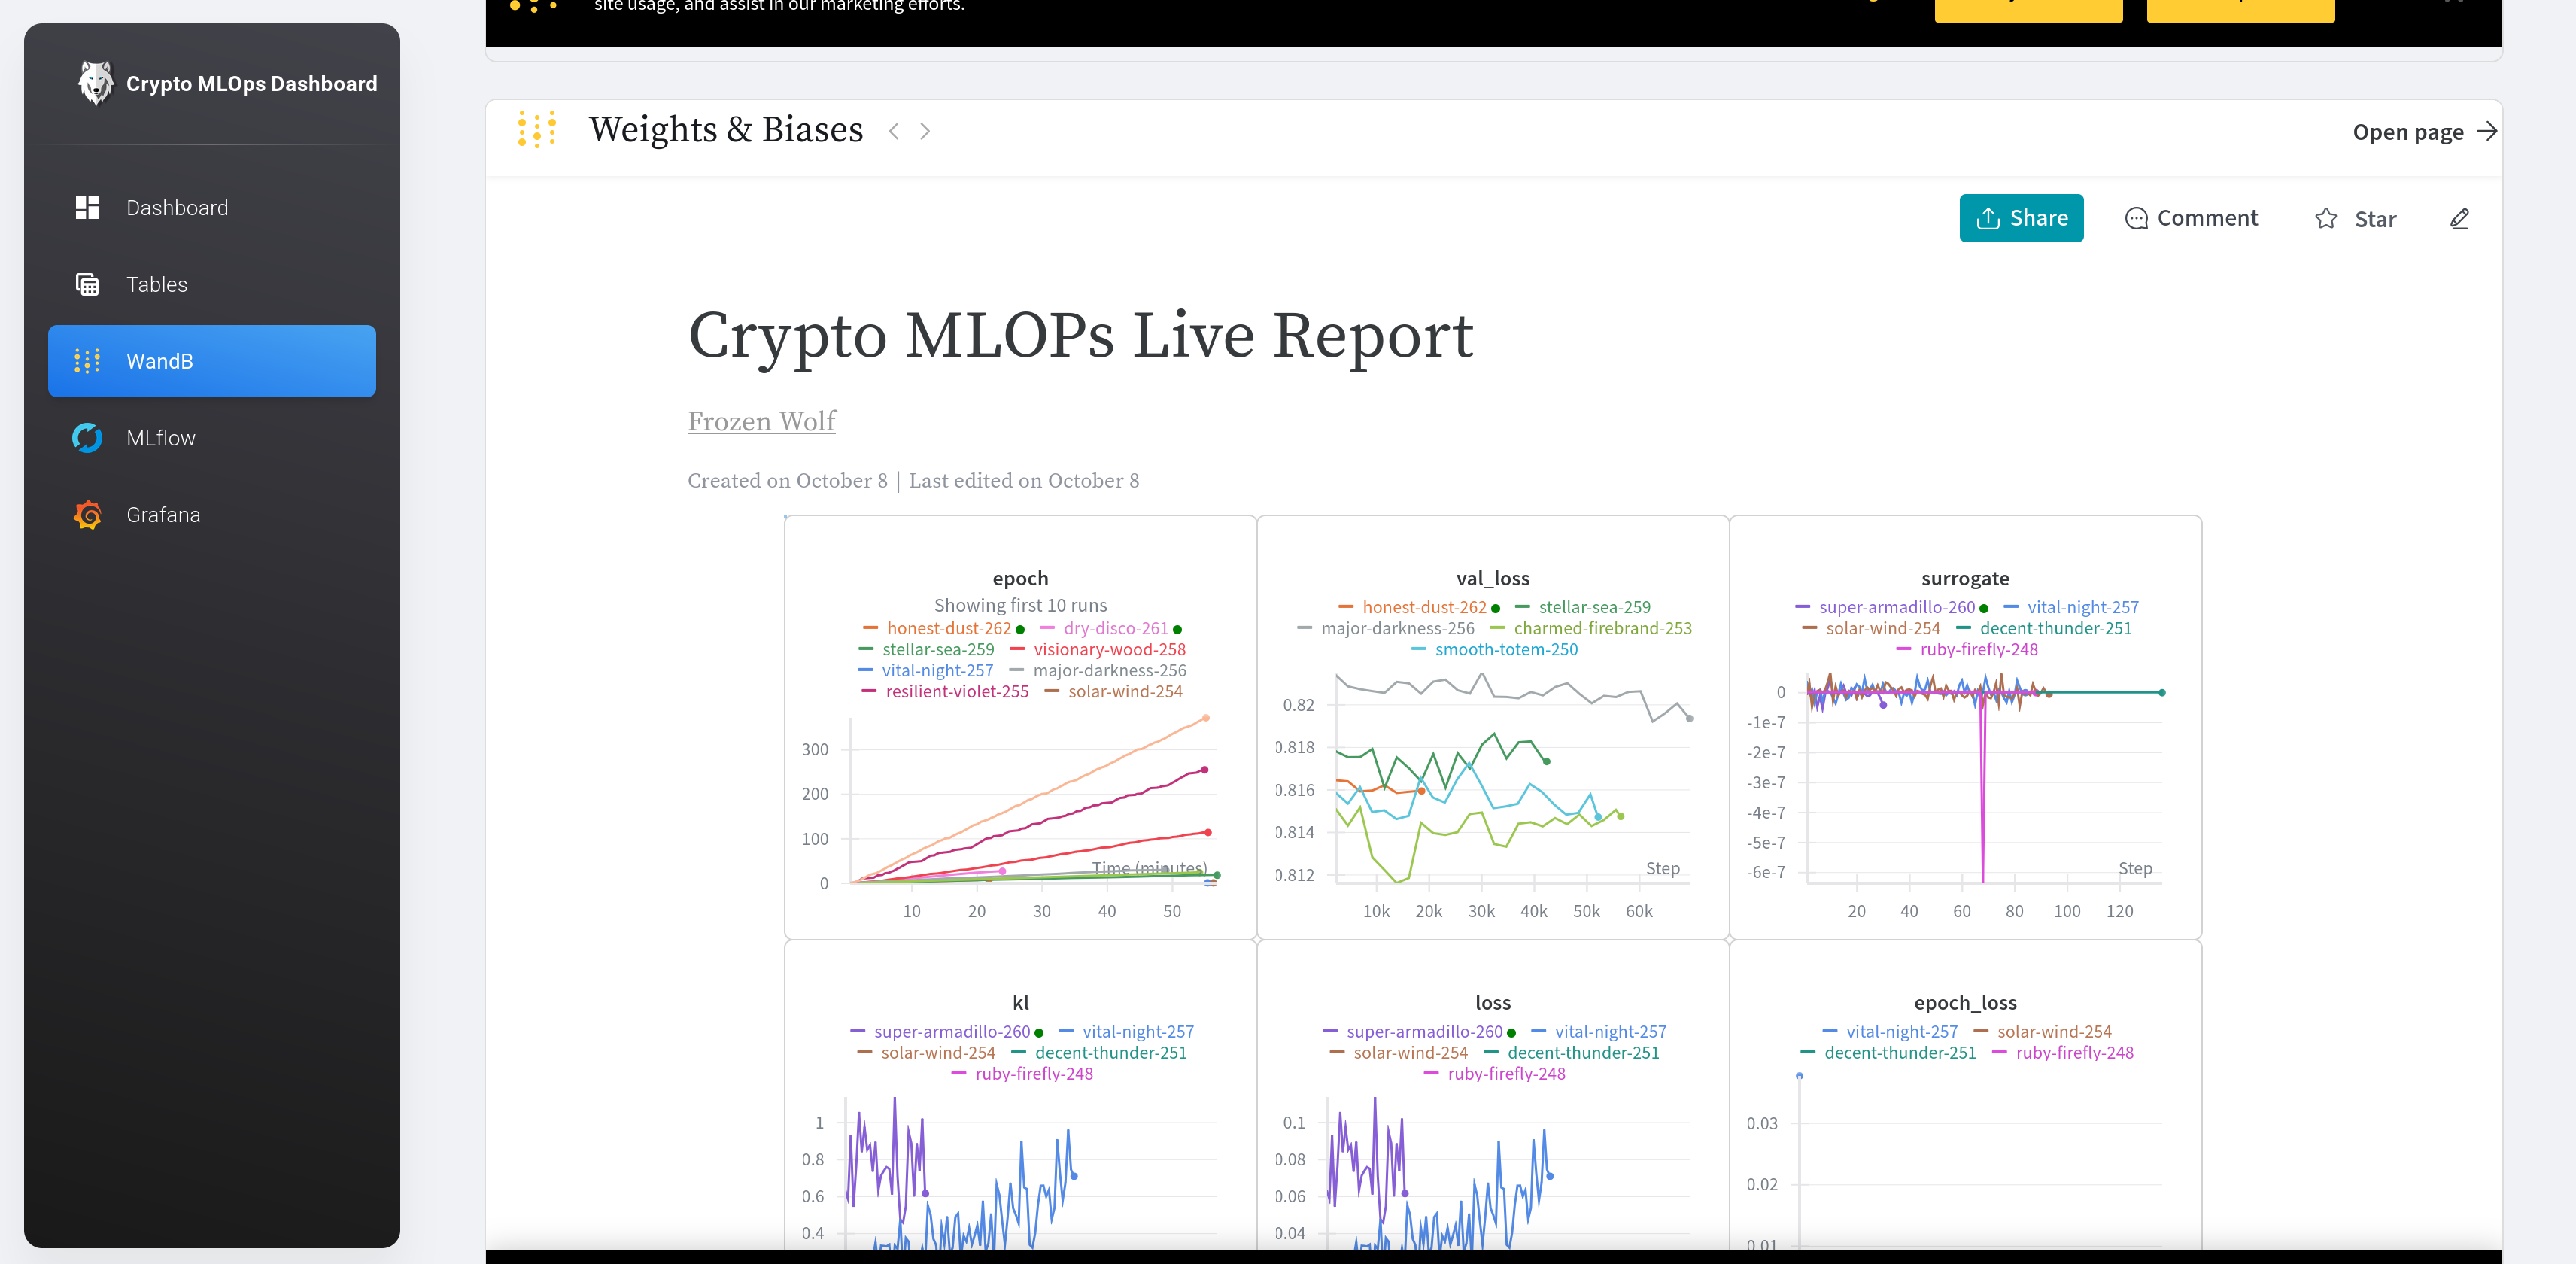 site usage, and assist in our marketing efforts.
Crypto MLOps Dashboard
Dashboard
Tables
WandB
MLflow
Grafana
Weights & Biases
Open page
Share
Comment
Star
Crypto MLOPs Live Report
Frozen Wolf
Created on October 8 | Last edited on October 8
epoch
Showing first 10 runs
honest-dust-262 dry-disco-261
stellar-sea-259 visionary-wood-258
vital-night-257 major-darkness-256
resilient-violet-255 solar-wind-254
300
200
100
0
Time (minutes)
10 20 30 40 50
val_loss
honest-dust-262 stellar-sea-259
major-darkness-256 charmed-firebrand-253
smooth-totem-250
0.82
0.818
0.816
0.814
0.812
Step
10k 20k 30k 40k 50k 60k
surrogate
super-armadillo-260 vital-night-257
solar-wind-254 decent-thunder-251
ruby-firefly-248
0
-1e-7
-2e-7
-3e-7
-4e-7
-5e-7
-6e-7
Step
20 40 60 80 100 120
kl
super-armadillo-260 vital-night-257
solar-wind-254 decent-thunder-251
ruby-firefly-248
1
0.8
0.6
0.4
loss
super-armadillo-260 vital-night-257
solar-wind-254 decent-thunder-251
ruby-firefly-248
0.1
0.08
0.06
0.04
epoch_loss
vital-night-257 solar-wind-254
decent-thunder-251 ruby-firefly-248
0.03
0.02
0.01